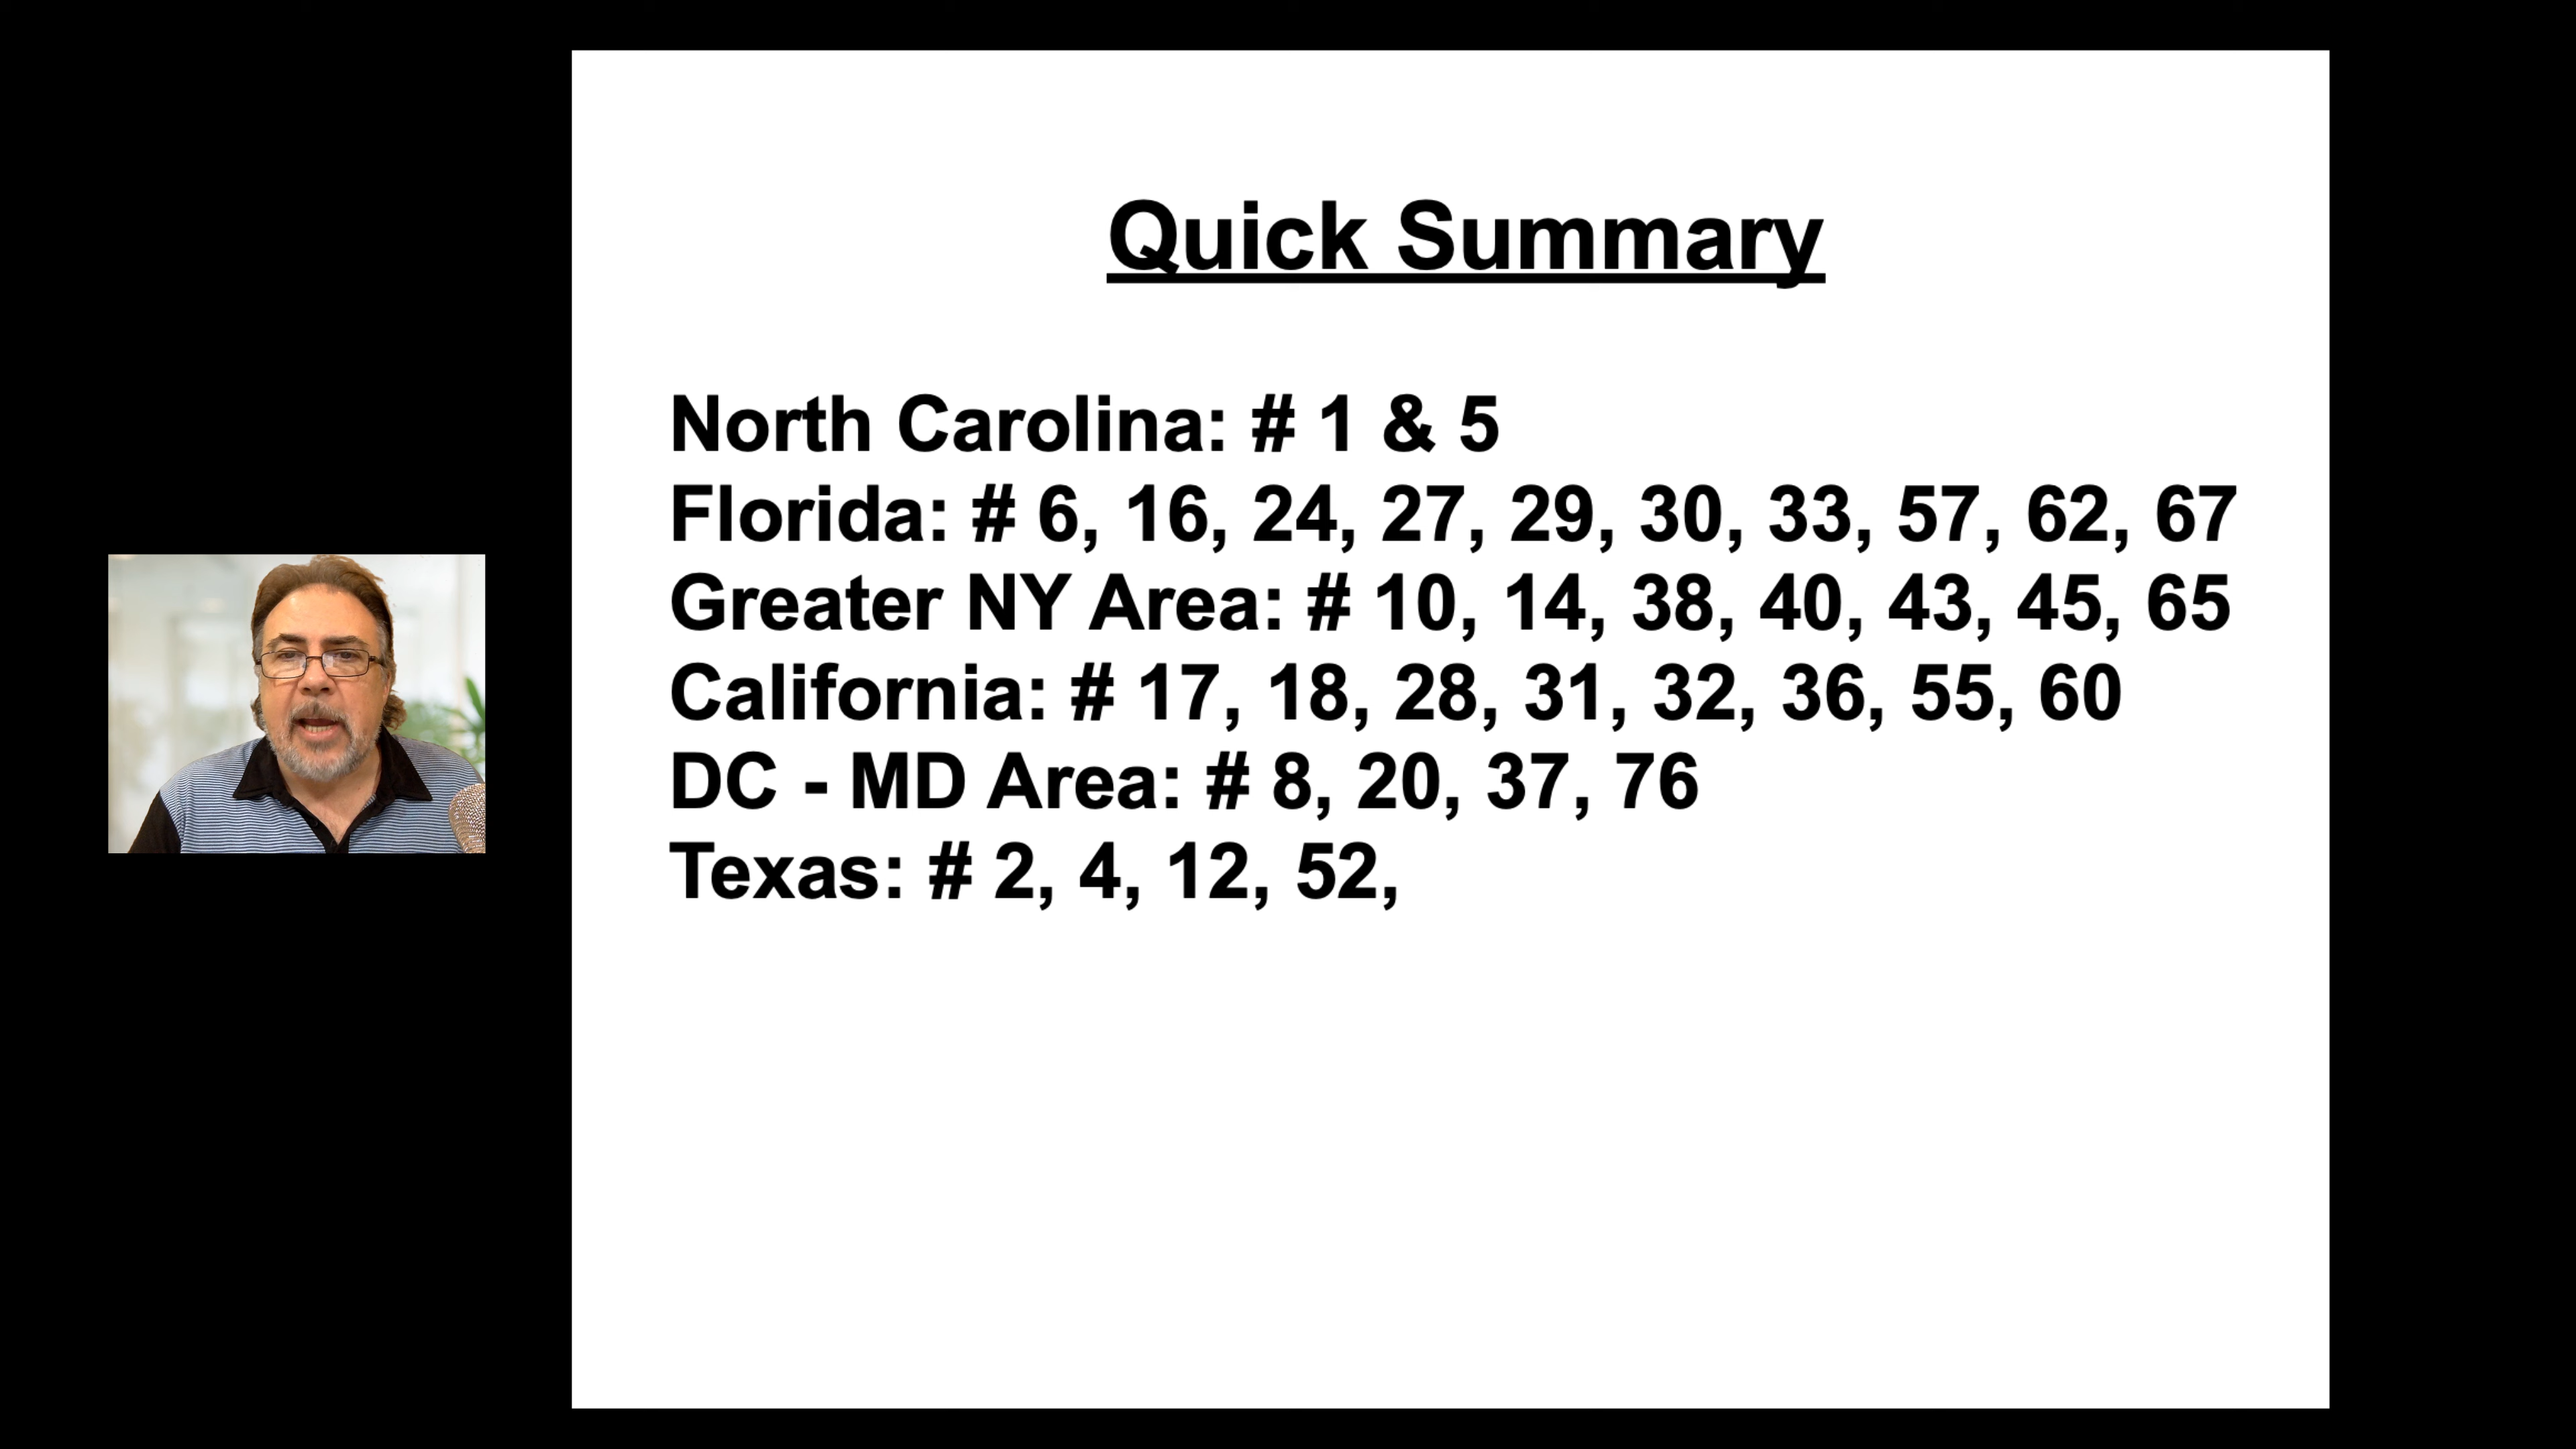 Quick Summary
North Carolina: # 1 & 5
Florida: # 6, 16, 24, 27, 29, 30, 33, 57, 62, 67
Greater NY Area: # 10, 14, 38, 40, 43, 45, 65
California: # 17, 18, 28, 31, 32, 36, 55, 60
DC - MD Area: # 8, 20, 37, 76
Texas: # 2, 4, 12, 52,